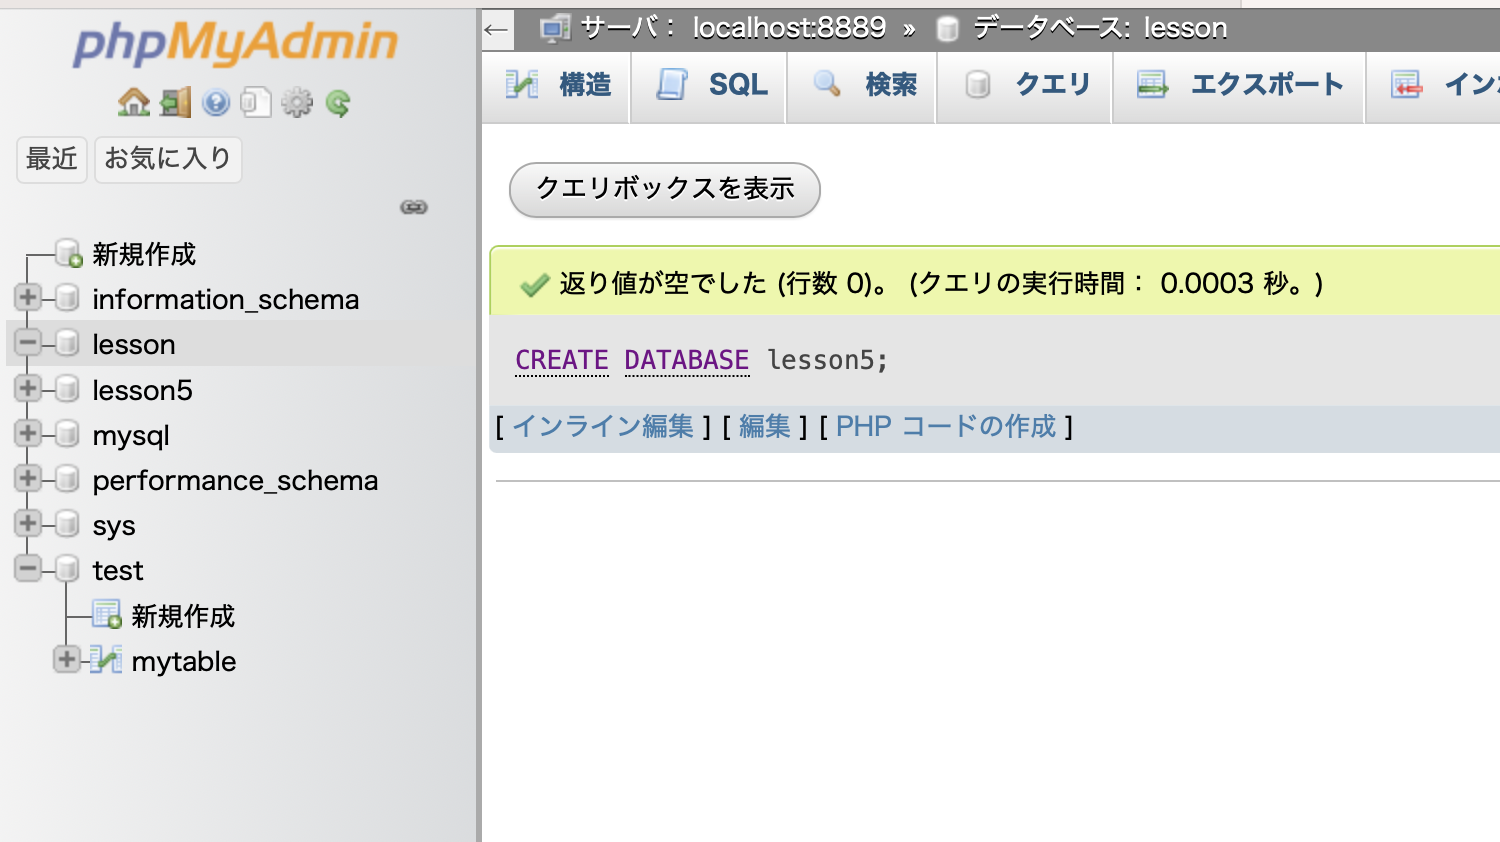 phpMyAdmin
最近 お気に入り
新規作成
information_schema
lesson
lesson5
mysql
performance_schema
sys
test
新規作成
mytable
← サーバ： localhost:8889 » データベース: lesson
構造 SQL 検索 クエリ エクスポート
クエリボックスを表示
返り値が空でした (行数 0)。 (クエリの実行時間： 0.0003 秒。)
CREATE DATABASE lesson5;
[ インライン編集 ] [ 編集 ] [ PHP コードの作成 ]